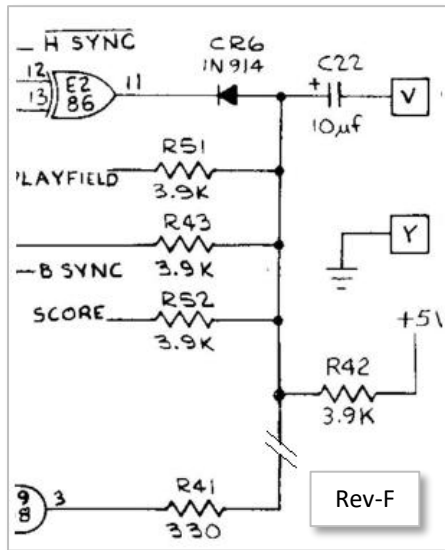 H SYNC
CR6
1N914
C22
12
13
E2
86
11
+
10µf
V
R51
PLAYFIELD
3.9K
R43
3.9K
Y
B SYNC
SCORE
R52
3.9K
+5V
R42
3.9K
R41
330
9
8
3
Rev-F